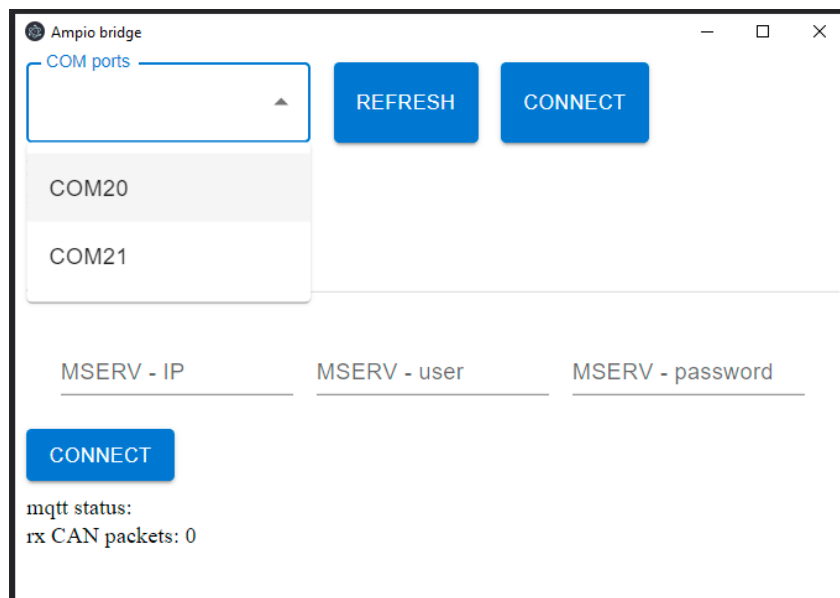 Ampio bridge
COM ports
REFRESH
CONNECT
COM20
COM21
MSERV - IP
MSERV - user
MSERV - password
CONNECT
mqtt status:
rx CAN packets: 0